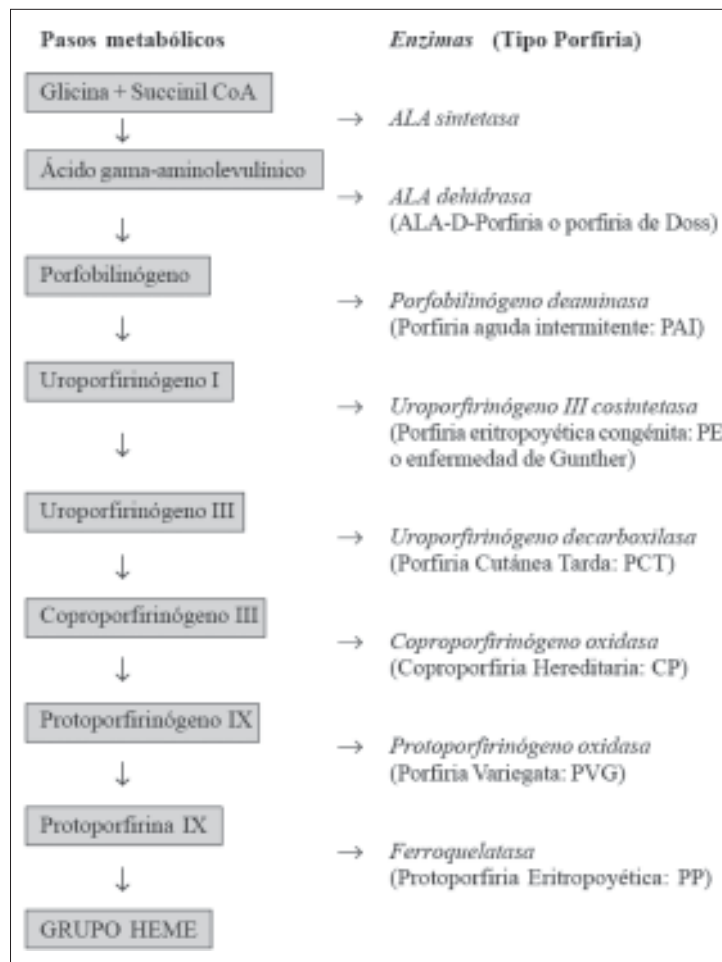 Pasos metabólicos Enzimas (Tipo Porfiria)
Glicina + Succinil CoA
→ ALA sintetasa
↓
Ácido gama-aminolevulínico
→ ALA dehidrasa
(ALA-D-Porfiria o porfiria de Doss)
↓
Porfobilinógeno
→ Porfobilinógeno deaminasa
(Porfiria aguda intermitente: PAI)
↓
Uroporfirinógeno I
→ Uroporfirinógeno III cosintetasa
(Porfiria eritropoyética congénita: PE
o enfermedad de Gunther)
↓
Uroporfirinógeno III
→ Uroporfirinógeno decarboxilasa
(Porfiria Cutánea Tarda: PCT)
↓
Coproporfirinógeno III
→ Coproporfirinógeno oxidasa
(Coproporfiria Hereditaria: CP)
↓
Protoporfirinógeno IX
→ Protoporfirinógeno oxidasa
(Porfiria Variegata: PVG)
↓
Protoporfirina IX
→ Ferroquelatasa
(Protoporfiria Eritropoyética: PP)
↓
GRUPO HEME